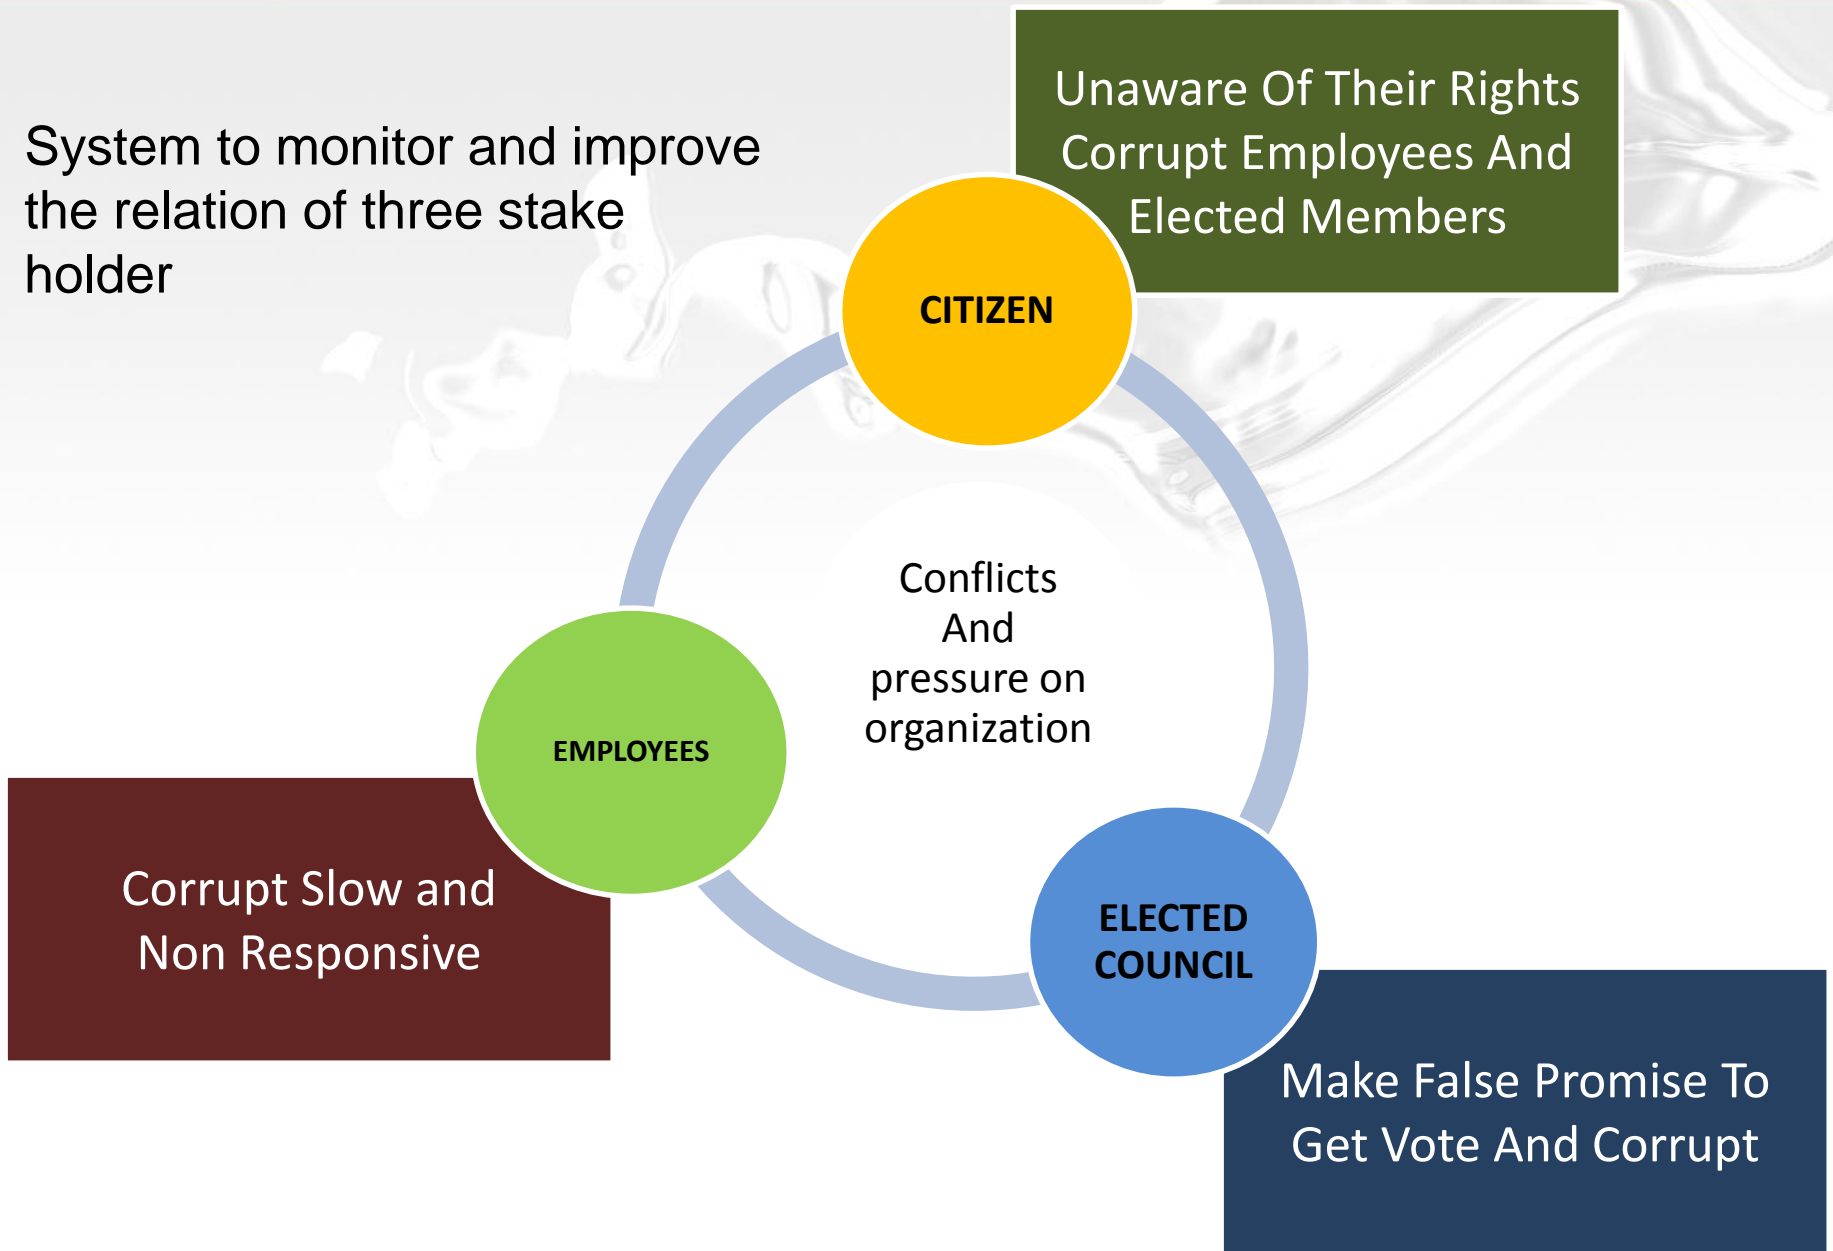 System to monitor and improve
the relation of three stake
holder
Unaware Of Their Rights
Corrupt Employees And
Elected Members
CITIZEN
Conflicts
And
pressure on
organization
EMPLOYEES
Corrupt Slow and
Non Responsive
ELECTED
COUNCIL
Make False Promise To
Get Vote And Corrupt